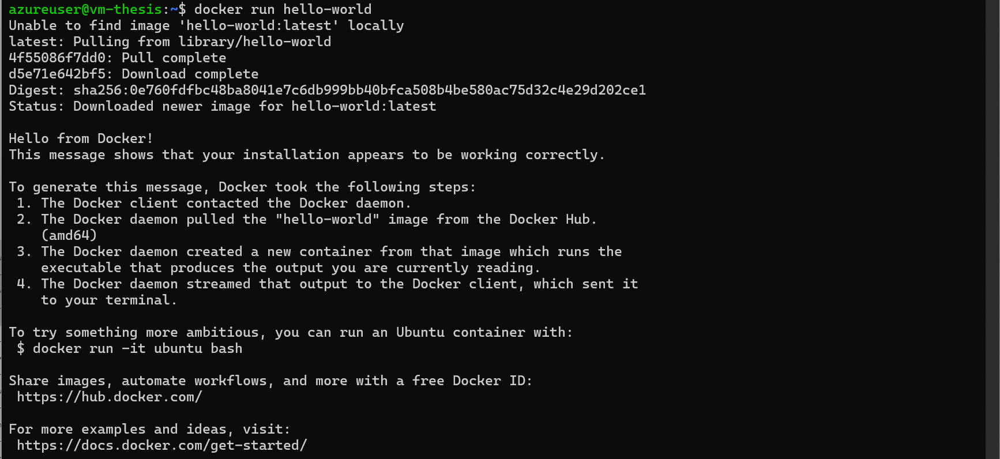 azureuser@vm-thesis:~$ docker run hello-world
Unable to find image 'hello-world:latest' locally
latest: Pulling from library/hello-world
4f55086f7dd0: Pull complete
d5e71e642bf5: Download complete
Digest: sha256:0e760fdfbc48ba8041e7c6db999bb40bfca508b4be580ac75d32c4e29d202ce1
Status: Downloaded newer image for hello-world:latest

Hello from Docker!
This message shows that your installation appears to be working correctly.

To generate this message, Docker took the following steps:
 1. The Docker client contacted the Docker daemon.
 2. The Docker daemon pulled the "hello-world" image from the Docker Hub.
    (amd64)
 3. The Docker daemon created a new container from that image which runs the
    executable that produces the output you are currently reading.
 4. The Docker daemon streamed that output to the Docker client, which sent it
    to your terminal.

To try something more ambitious, you can run an Ubuntu container with:
 $ docker run -it ubuntu bash

Share images, automate workflows, and more with a free Docker ID:
 https://hub.docker.com/

For more examples and ideas, visit:
 https://docs.docker.com/get-started/